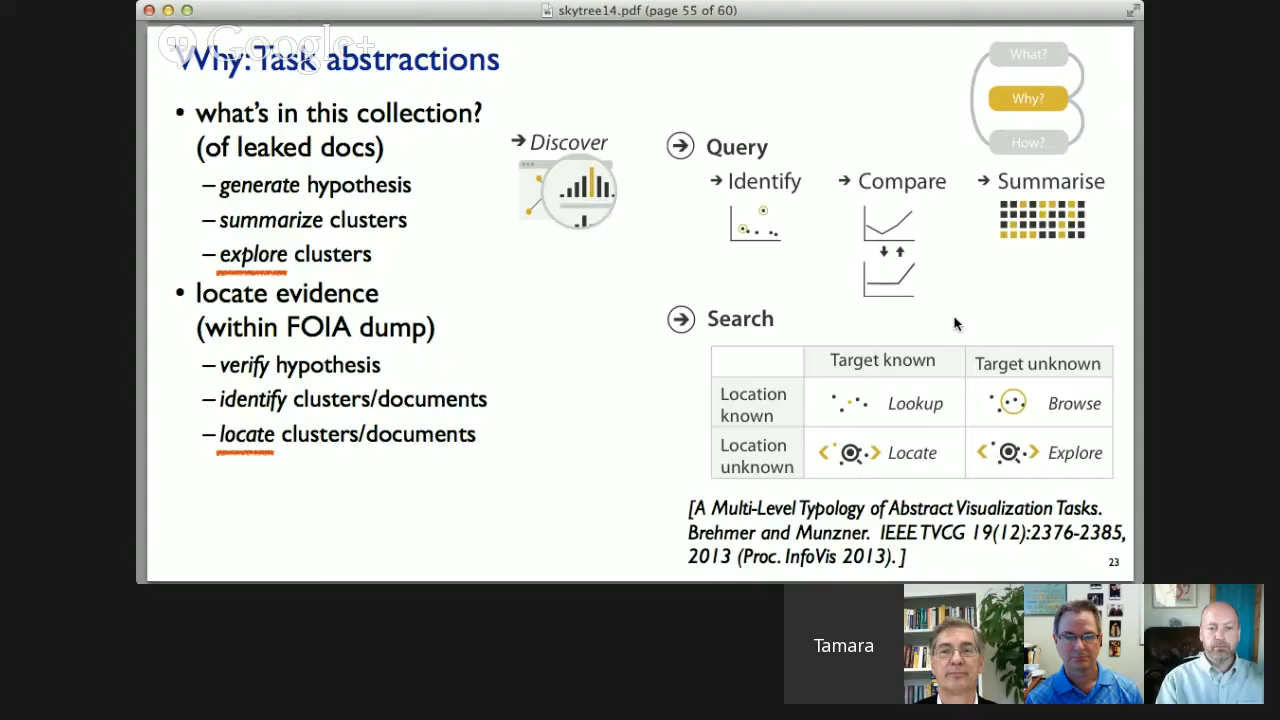 skytree14.pdf (page 55 of 60)
Google+
Why: Task abstractions
• what's in this collection?
(of leaked docs)
– generate hypothesis
– summarize clusters
– explore clusters
• locate evidence
(within FOIA dump)
– verify hypothesis
– identify clusters/documents
– locate clusters/documents
→ Discover
What?
Why?
How?
Query
→ Identify
→ Compare
→ Summarise
Search
Target known
Target unknown
Location known
Lookup
Browse
Location unknown
Locate
Explore
[A Multi-Level Typology of Abstract Visualization Tasks.
Brehmer and Munzner. IEEE TVCG 19(12):2376-2385,
2013 (Proc. InfoVis 2013). ]
23
Tamara